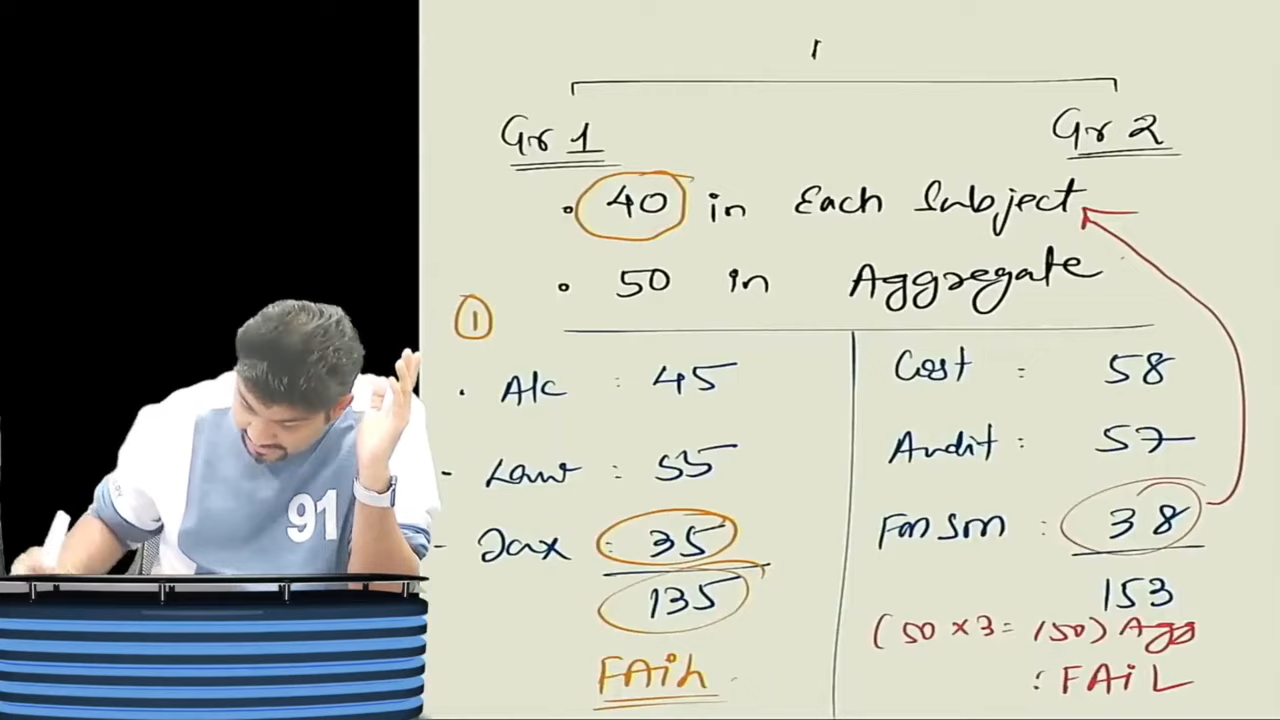 Gr 1
Gr 2
• 40 in Each Subject
• 50 in Aggregate
①
• A/c : 45
- Law : 55
- Tax : 35
135
FAIL
Cost : 58
Audit : 57
FM SM : 38
153
(50 × 3 = 150) Agg
: FAIL
91